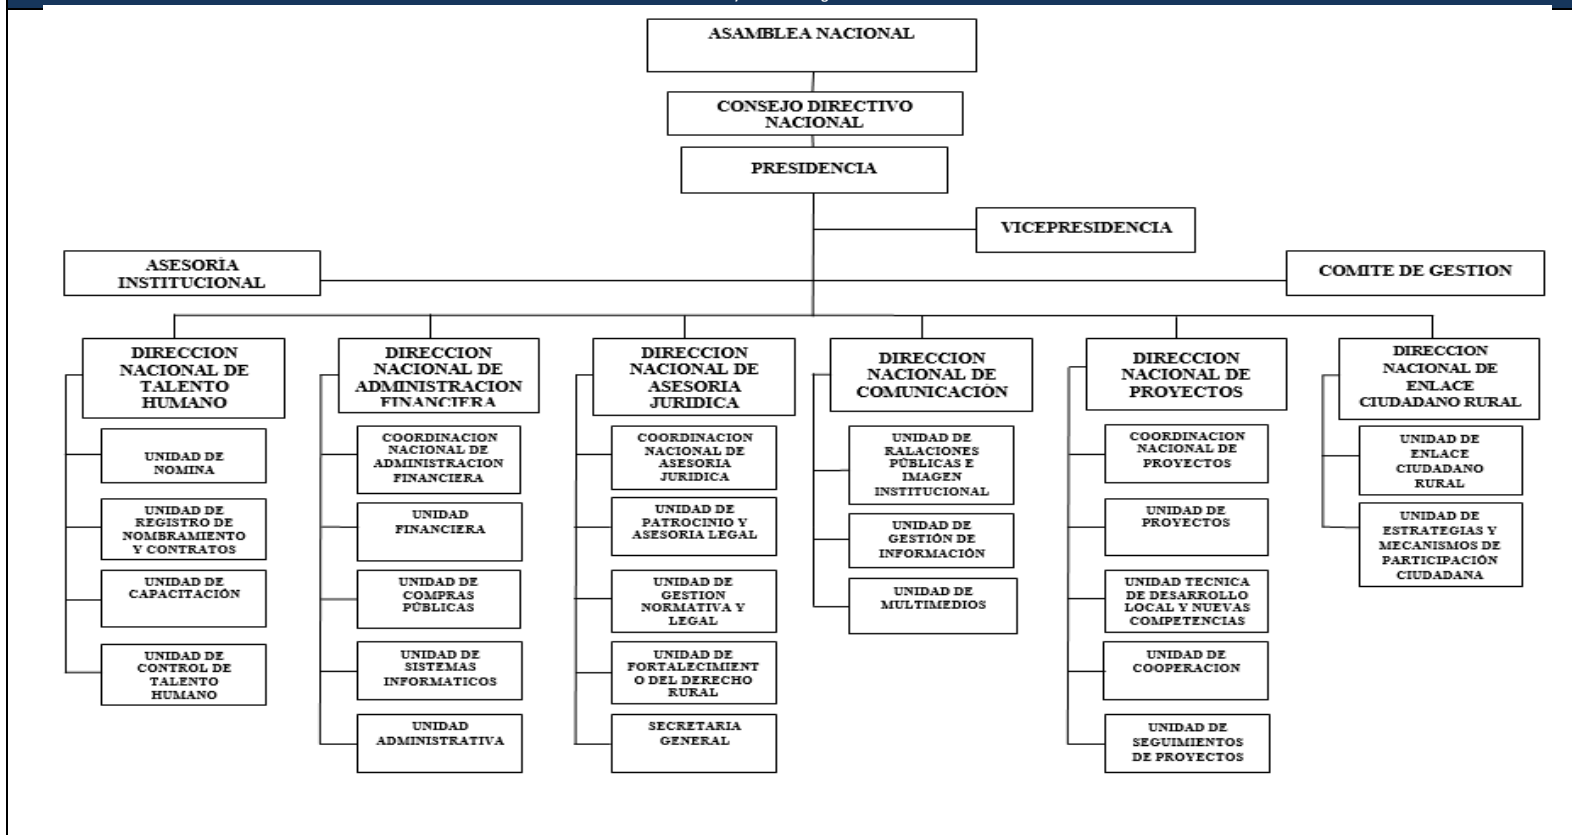 ASAMBLEA NACIONAL
CONSEJO DIRECTIVO
NACIONAL
PRESIDENCIA
VICEPRESIDENCIA
ASESORÍA
INSTITUCIONAL
COMITE DE GESTION
DIRECCION
NACIONAL DE
TALENTO
HUMANO
DIRECCION
NACIONAL DE
ADMINISTRACION
FINANCIERA
DIRECCION
NACIONAL DE
ASESORIA
JURIDICA
DIRECCION
NACIONAL DE
COMUNICACIÓN
DIRECCION
NACIONAL DE
PROYECTOS
DIRECCION
NACIONAL DE
ENLACE
CIUDADANO RURAL
UNIDAD DE
NOMINA
UNIDAD DE
REGISTRO DE
NOMBRAMIENTO
Y CONTRATOS
UNIDAD DE
CAPACITACIÓN
UNIDAD DE
CONTROL DE
TALENTO
HUMANO
COORDINACION
NACIONAL DE
ADMINISTRACION
FINANCIERA
UNIDAD
FINANCIERA
UNIDAD DE
COMPRAS
PÚBLICAS
UNIDAD DE
SISTEMAS
INFORMATICOS
UNIDAD
ADMINISTRATIVA
COORDINACION
NACIONAL DE
ASESORIA
JURIDICA
UNIDAD DE
PATROCINIO Y
ASESORIA LEGAL
UNIDAD DE
GESTION
NORMATIVA Y
LEGAL
UNIDAD DE
FORTALECIMIENT
O DEL DERECHO
RURAL
SECRETARIA
GENERAL
UNIDAD DE
RALACIONES
PÚBLICAS E
IMAGEN
INSTITUCIONAL
UNIDAD DE
GESTIÓN DE
INFORMACIÓN
UNIDAD DE
MULTIMEDIOS
COORDINACION
NACIONAL DE
PROYECTOS
UNIDAD DE
PROYECTOS
UNIDAD TECNICA
DE DESARROLLO
LOCAL Y NUEVAS
COMPETENCIAS
UNIDAD DE
COOPERACION
UNIDAD DE
SEGUIMIENTOS
DE PROYECTOS
UNIDAD DE
ENLACE
CIUDADANO
RURAL
UNIDAD DE
ESTRATEGIAS Y
MECANISMOS DE
PARTICIPACIÓN
CIUDADANA